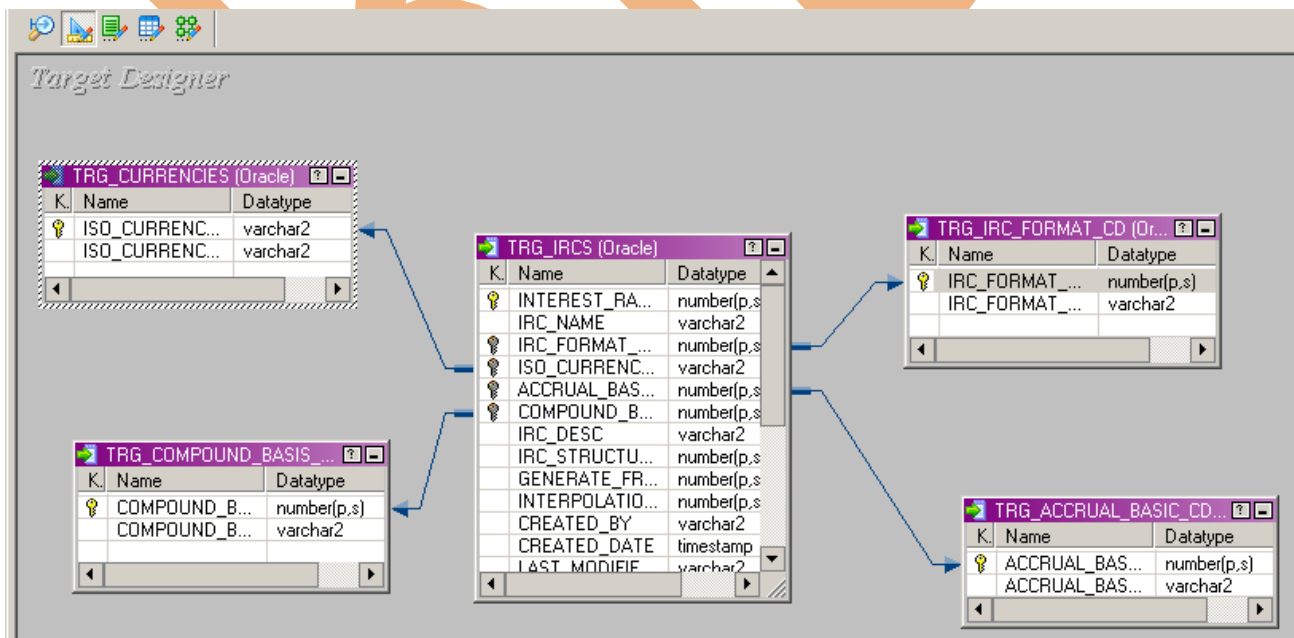 Target Designer
TRG_CURRENCIES (Oracle)
K. Name Datatype
ISO_CURRENC... varchar2
ISO_CURRENC... varchar2
TRG_IRCS (Oracle)
K. Name Datatype
INTEREST_RA... number(p,s
IRC_NAME varchar2
IRC_FORMAT_... number(p,s
ISO_CURRENC... varchar2
ACCRUAL_BAS... number(p,s
COMPOUND_B... number(p,s
IRC_DESC varchar2
IRC_STRUCTU... number(p,s
GENERATE_FR... number(p,s
INTERPOLATIO... number(p,s
CREATED_BY varchar2
CREATED_DATE timestamp
LAST_MODIFIE varchar2
TRG_IRC_FORMAT_CD (Or...
K. Name Datatype
IRC_FORMAT_... number(p,s)
IRC_FORMAT_... varchar2
TRG_COMPOUND_BASIS_...
K. Name Datatype
COMPOUND_B... number(p,s)
COMPOUND_B... varchar2
TRG_ACCRUAL_BASIC_CD...
K. Name Datatype
ACCRUAL_BAS... number(p,s)
ACCRUAL_BAS... varchar2